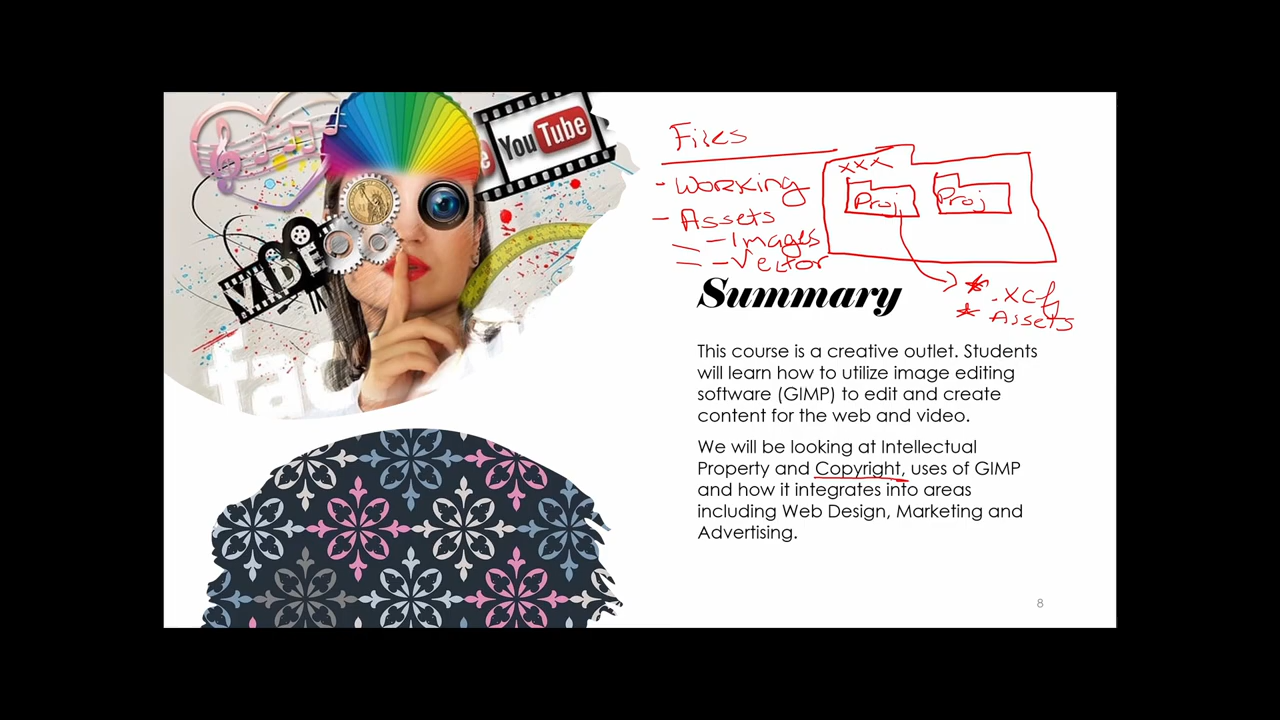 YouTube
VIDE
fac
Files
- Working
- Assets
- Images
- Vector
XXX
Proj
Proj
* .xcf
* Assets
Summary
This course is a creative outlet. Students
will learn how to utilize image editing
software (GIMP) to edit and create
content for the web and video.
We will be looking at Intellectual
Property and Copyright, uses of GIMP
and how it integrates into areas
including Web Design, Marketing and
Advertising.
8